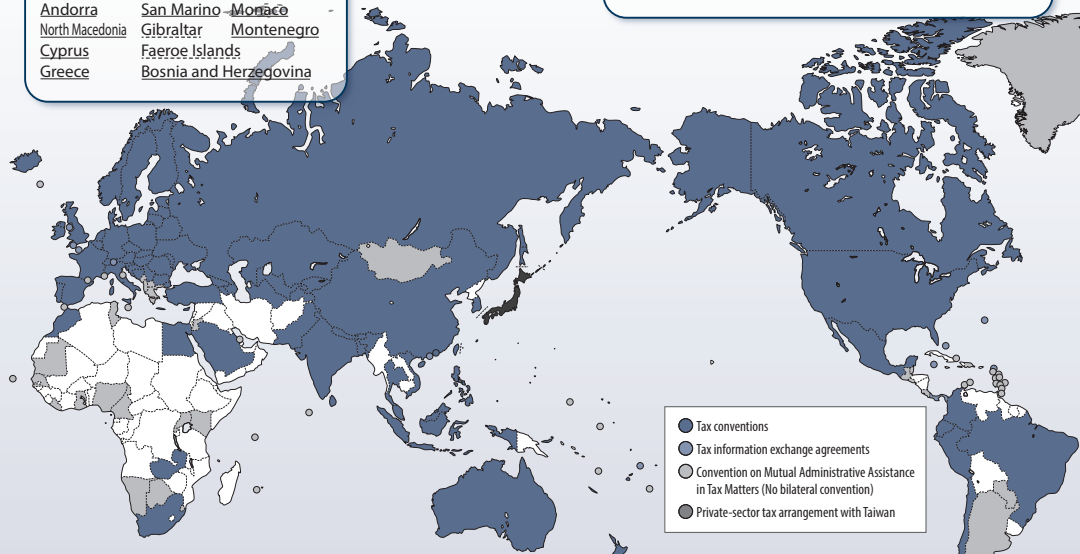 Andorra San Marino Monaco
North Macedonia Gibraltar Montenegro
Cyprus Faeroe Islands
Greece Bosnia and Herzegovina
Tax conventions
Tax information exchange agreements
Convention on Mutual Administrative Assistance
in Tax Matters (No bilateral convention)
Private-sector tax arrangement with Taiwan